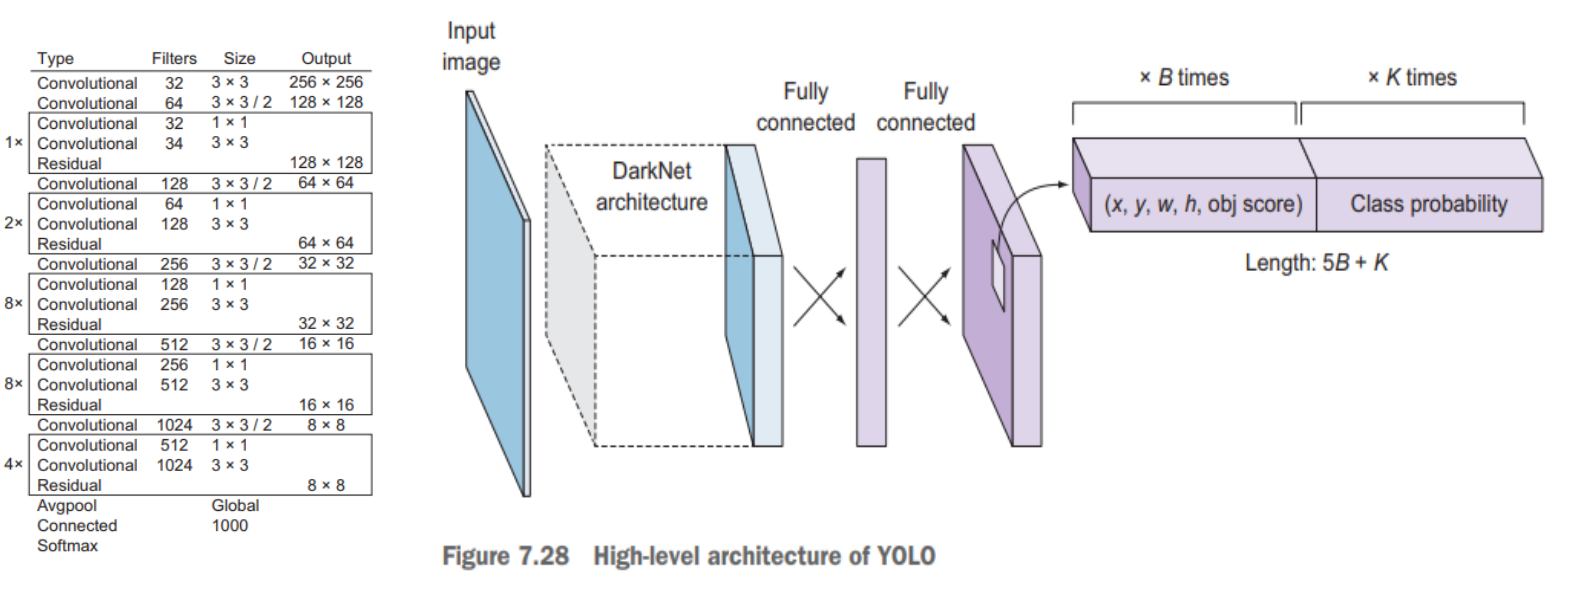 Type Filters Size Output
Convolutional 32 3 × 3 256 × 256
Convolutional 64 3 × 3 / 2 128 × 128
Convolutional 32 1 × 1
1× Convolutional 34 3 × 3
Residual 128 × 128
Convolutional 128 3 × 3 / 2 64 × 64
Convolutional 64 1 × 1
2× Convolutional 128 3 × 3
Residual 64 × 64
Convolutional 256 3 × 3 / 2 32 × 32
Convolutional 128 1 × 1
8× Convolutional 256 3 × 3
Residual 32 × 32
Convolutional 512 3 × 3 / 2 16 × 16
Convolutional 256 1 × 1
8× Convolutional 512 3 × 3
Residual 16 × 16
Convolutional 1024 3 × 3 / 2 8 × 8
Convolutional 512 1 × 1
4× Convolutional 1024 3 × 3
Residual 8 × 8
Avgpool Global
Connected 1000
Softmax
Input
image
DarkNet
architecture
Fully
connected
Fully
connected
× B times
× K times
(x, y, w, h, obj score)
Class probability
Length: 5B + K
Figure 7.28 High-level architecture of YOLO